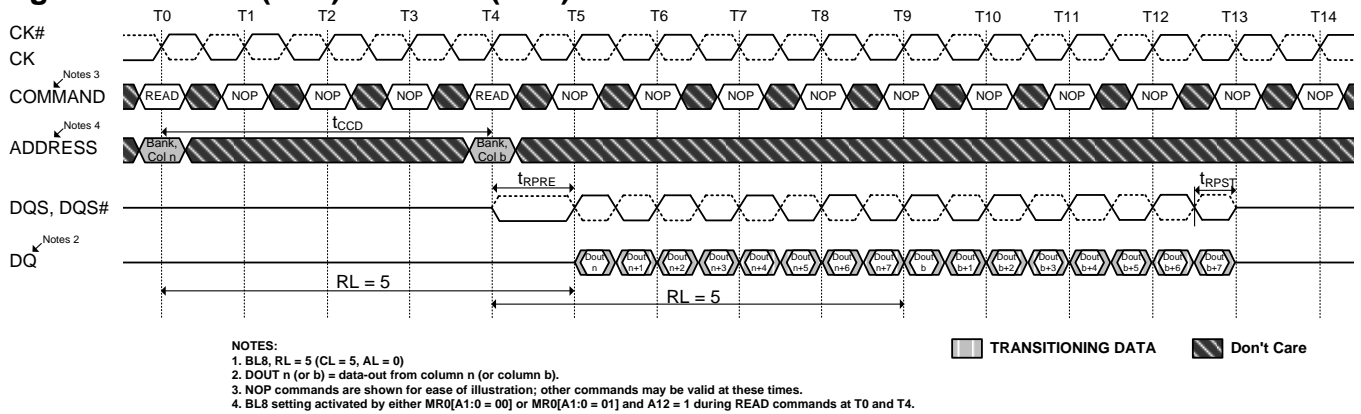 T0 T1 T2 T3 T4 T5 T6 T7 T8 T9 T10 T11 T12 T13 T14
CK#
CK
Notes 3
COMMAND READ NOP NOP NOP READ NOP NOP NOP NOP NOP NOP NOP NOP NOP NOP
tCCD
Notes 4
ADDRESS Bank, Col n Bank, Col b
tRPRE tRPST
DQS, DQS#
Notes 2
DQ Dout n Dout n+1 Dout n+2 Dout n+3 Dout n+4 Dout n+5 Dout n+6 Dout n+7 Dout b Dout b+1 Dout b+2 Dout b+3 Dout b+4 Dout b+5 Dout b+6 Dout b+7
RL = 5 RL = 5
NOTES:
1. BL8, RL = 5 (CL = 5, AL = 0)
2. DOUT n (or b) = data-out from column n (or column b).
3. NOP commands are shown for ease of illustration; other commands may be valid at these times.
4. BL8 setting activated by either MR0[A1:0 = 00] or MR0[A1:0 = 01] and A12 = 1 during READ commands at T0 and T4.
TRANSITIONING DATA Don't Care